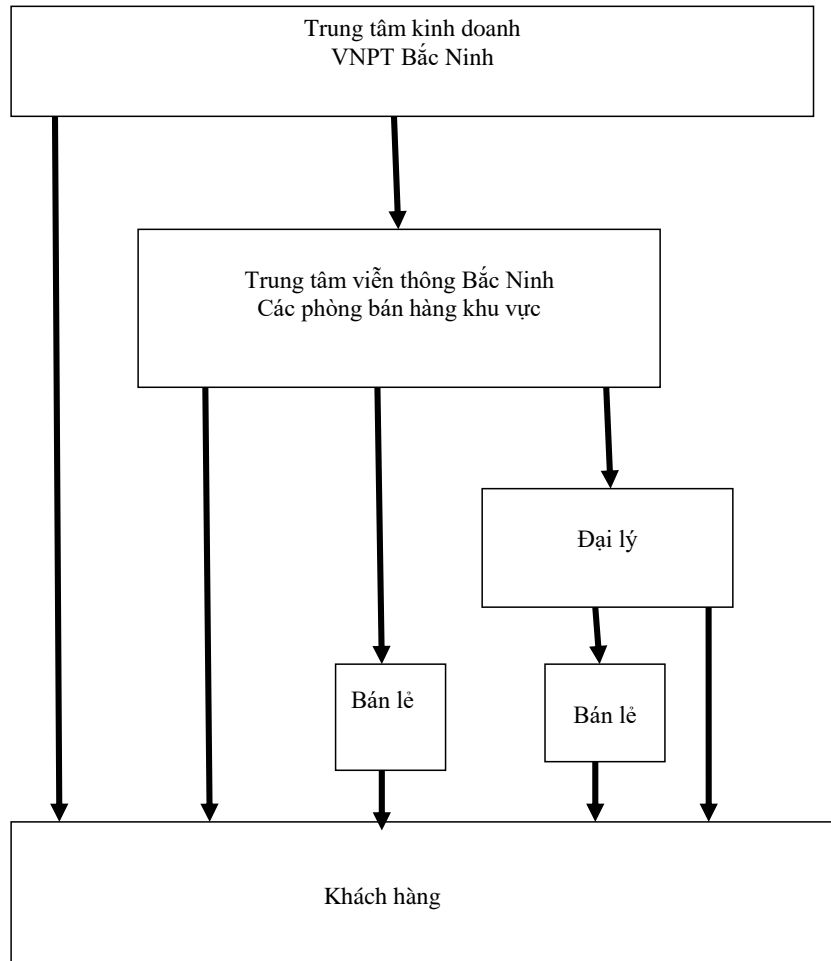 Trung tâm kinh doanh
VNPT Bắc Ninh
Trung tâm viễn thông Bắc Ninh
Các phòng bán hàng khu vực
Đại lý
Bán lẻ
Bán lẻ
Khách hàng